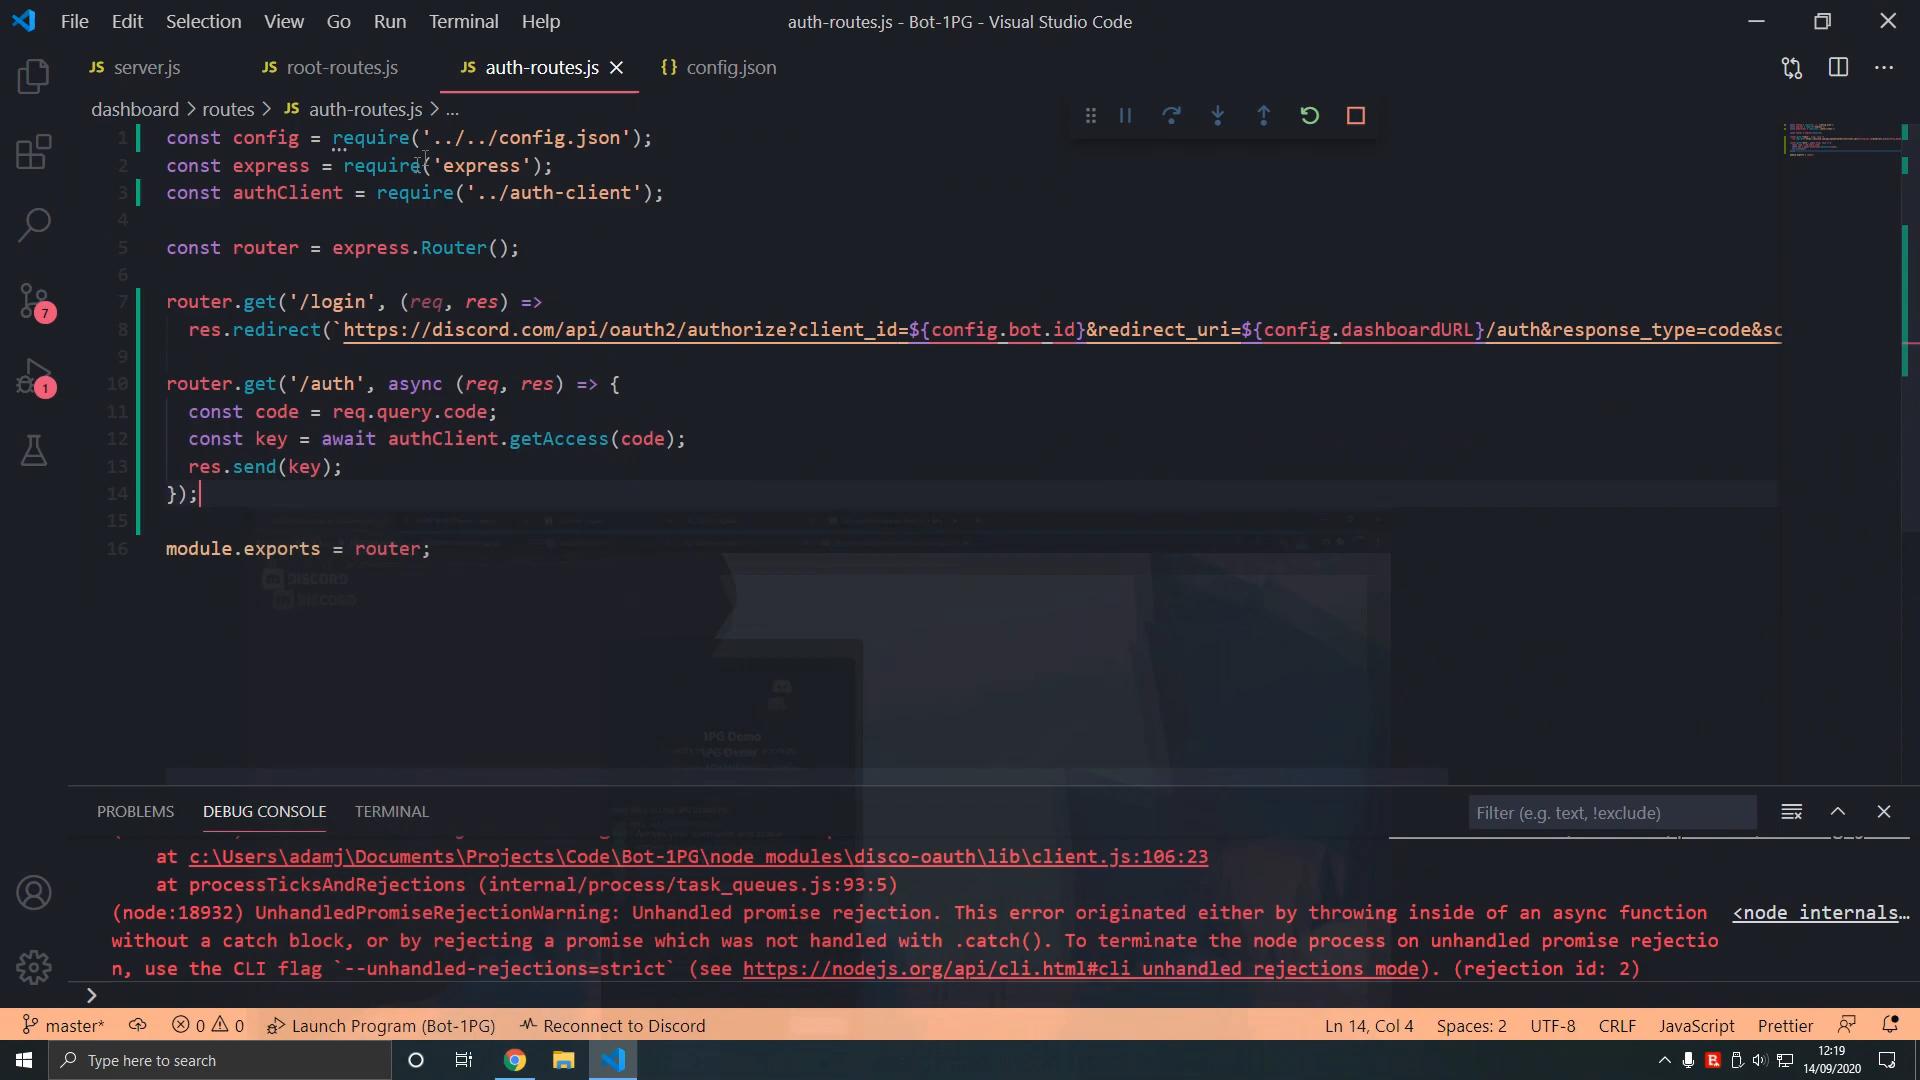 File Edit Selection View Go Run Terminal Help
auth-routes.js - Bot-1PG - Visual Studio Code
JS server.js JS root-routes.js JS auth-routes.js {} config.json
dashboard > routes > JS auth-routes.js > ...
1 const config = require('../../config.json');
2 const express = require('express');
3 const authClient = require('../auth-client');
4
5 const router = express.Router();
6
7 router.get('/login', (req, res) =>
8 res.redirect(`https://discord.com/api/oauth2/authorize?client_id=${config.bot.id}&redirect_uri=${config.dashboardURL}/auth&response_type=code&sc
9
10 router.get('/auth', async (req, res) => {
11 const code = req.query.code;
12 const key = await authClient.getAccess(code);
13 res.send(key);
14 });
15
16 module.exports = router;
7
1
DISCORD
DISCORD
1PG Demo
1PG Demo
PROBLEMS DEBUG CONSOLE TERMINAL
Filter (e.g. text, !exclude)
at c:\Users\adamj\Documents\Projects\Code\Bot-1PG\node_modules\disco-oauth\lib\client.js:106:23
at processTicksAndRejections (internal/process/task_queues.js:93:5)
(node:18932) UnhandledPromiseRejectionWarning: Unhandled promise rejection. This error originated either by throwing inside of an async function <node_internals…
without a catch block, or by rejecting a promise which was not handled with .catch(). To terminate the node process on unhandled promise rejectio
n, use the CLI flag `--unhandled-rejections=strict` (see https://nodejs.org/api/cli.html#cli_unhandled_rejections_mode). (rejection id: 2)
>
master* 0 0 Launch Program (Bot-1PG) Reconnect to Discord Ln 14, Col 4 Spaces: 2 UTF-8 CRLF JavaScript Prettier
Type here to search
12:19
14/09/2020